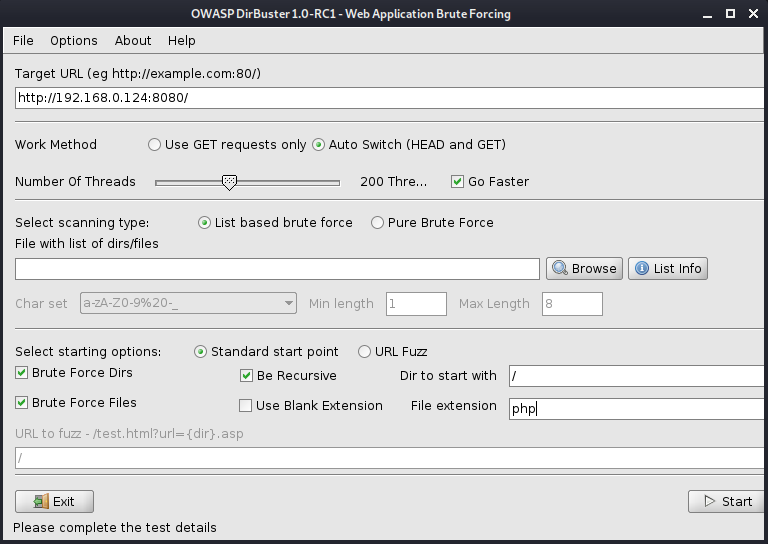 OWASP DirBuster 1.0-RC1 - Web Application Brute Forcing
File Options About Help
Target URL (eg http://example.com:80/)
http://192.168.0.124:8080/
Work Method Use GET requests only Auto Switch (HEAD and GET)
Number Of Threads 200 Thre... Go Faster
Select scanning type: List based brute force Pure Brute Force
File with list of dirs/files
Browse List Info
Char set a-zA-Z0-9%20-_ Min length 1 Max Length 8
Select starting options: Standard start point URL Fuzz
Brute Force Dirs Be Recursive Dir to start with /
Brute Force Files Use Blank Extension File extension php
URL to fuzz - /test.html?url={dir}.asp
/
Exit Start
Please complete the test details